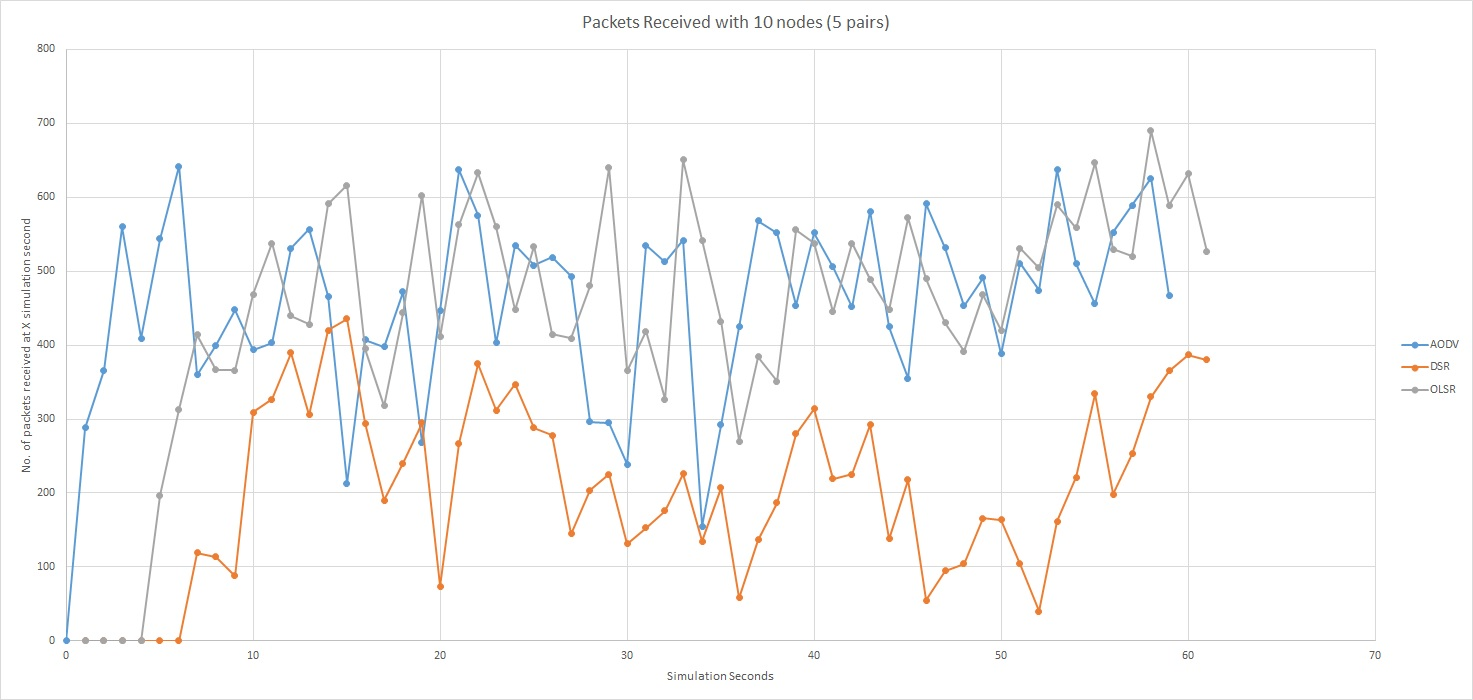 Packets Received with 10 nodes (5 pairs)
No. of packets received at X simulation second
800
700
600
500
400
300
200
100
0
0 10 20 30 40 50 60 70
Simulation Seconds
AODV
DSR
OLSR